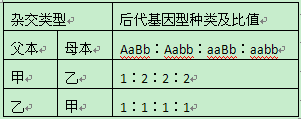 杂交类型 后代基因型种类及比值
父本 母本 AaBb：Aabb：aaBb：aabb
甲 乙 1：2：2：2
乙 甲 1：1：1：1